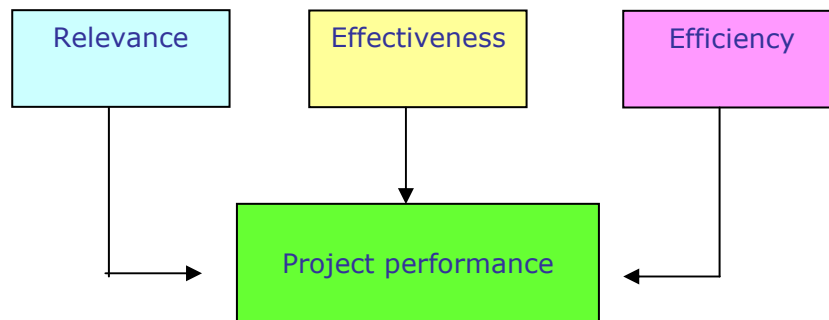 Relevance
Effectiveness
Efficiency
Project performance